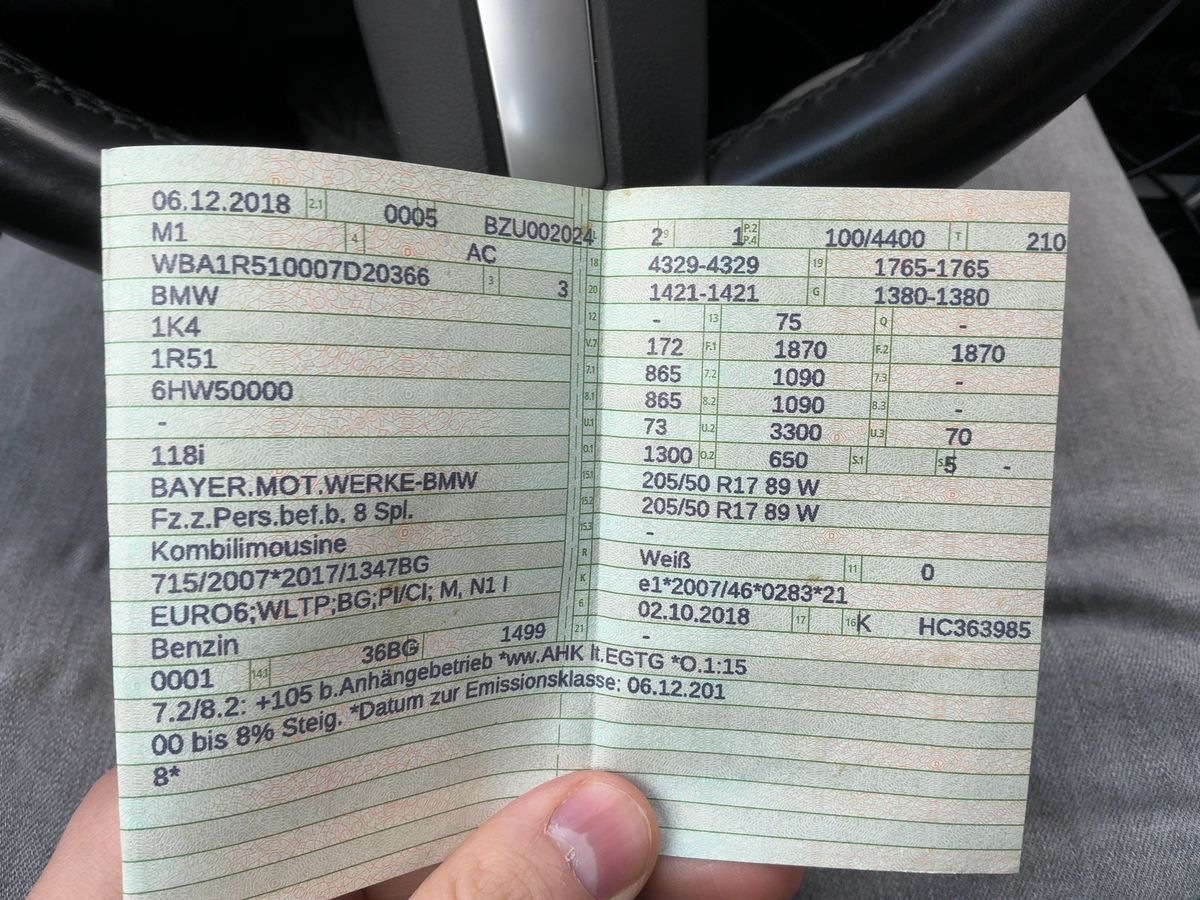 06.12.2018 2.1 0005 BZU002024
M1 4 AC
WBA1R510007D20366 3 3
BMW
1K4
1R51
6HW50000
-
118i
BAYER.MOT.WERKE-BMW
Fz.z.Pers.bef.b. 8 Spl.
Kombilimousine
715/2007*2017/1347BG
EURO6;WLTP;BG;PI/CI; M, N1 I
Benzin
0001 14.1 36BG 1499
L 2 9 1 P.2 P.4 100/4400 T 210
18 4329-4329 19 1765-1765
20 1421-1421 G 1380-1380
12 - 13 75 Q -
V.7 172 F.1 1870 F.2 1870
7.1 865 7.2 1090 7.3 -
8.1 865 8.2 1090 8.3 -
U.1 73 U.2 3300 U.3 70
O.1 1300 O.2 650 S.1 5 -
15.1 205/50 R17 89 W
15.2 205/50 R17 89 W
15.3 -
R Weiß 11 0
K e1*2007/46*0283*21
6 02.10.2018 17 16 K HC363985
21 -
7.2/8.2: +105 b.Anhängebetrieb *ww.AHK lt.EGTG *O.1:15
00 bis 8% Steig. *Datum zur Emissionsklasse: 06.12.201
8*